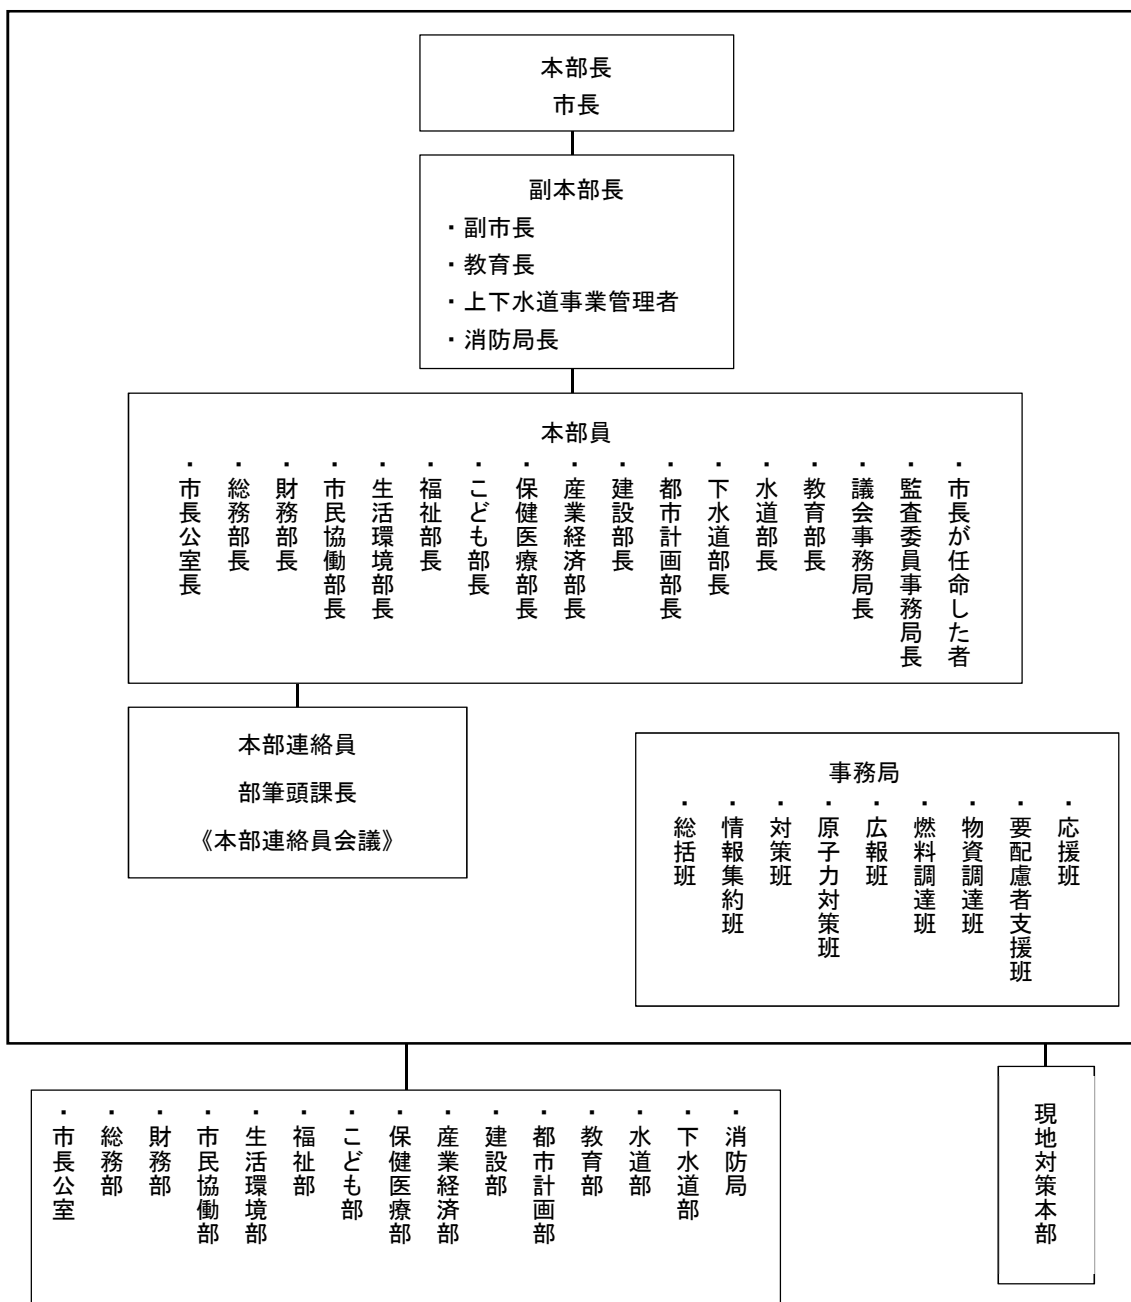 本部長
市長
副本部長
・副市長
・教育長
・上下水道事業管理者
・消防局長
本部員
・市長公室長
・総務部長
・財務部長
・市民協働部長
・生活環境部長
・福祉部長
・こども部長
・保健医療部長
・産業経済部長
・建設部長
・都市計画部長
・下水道部長
・水道部長
・教育部長
・議会事務局長
・監査委員事務局長
・市長が任命した者
本部連絡員
部筆頭課長
《本部連絡員会議》
事務局
・総括班
・情報集約班
・対策班
・原子力対策班
・広報班
・燃料調達班
・物資調達班
・要配慮者支援班
・応援班
・市長公室
・総務部
・財務部
・市民協働部
・生活環境部
・福祉部
・こども部
・保健医療部
・産業経済部
・建設部
・都市計画部
・教育部
・水道部
・下水道部
・消防局
現地対策本部